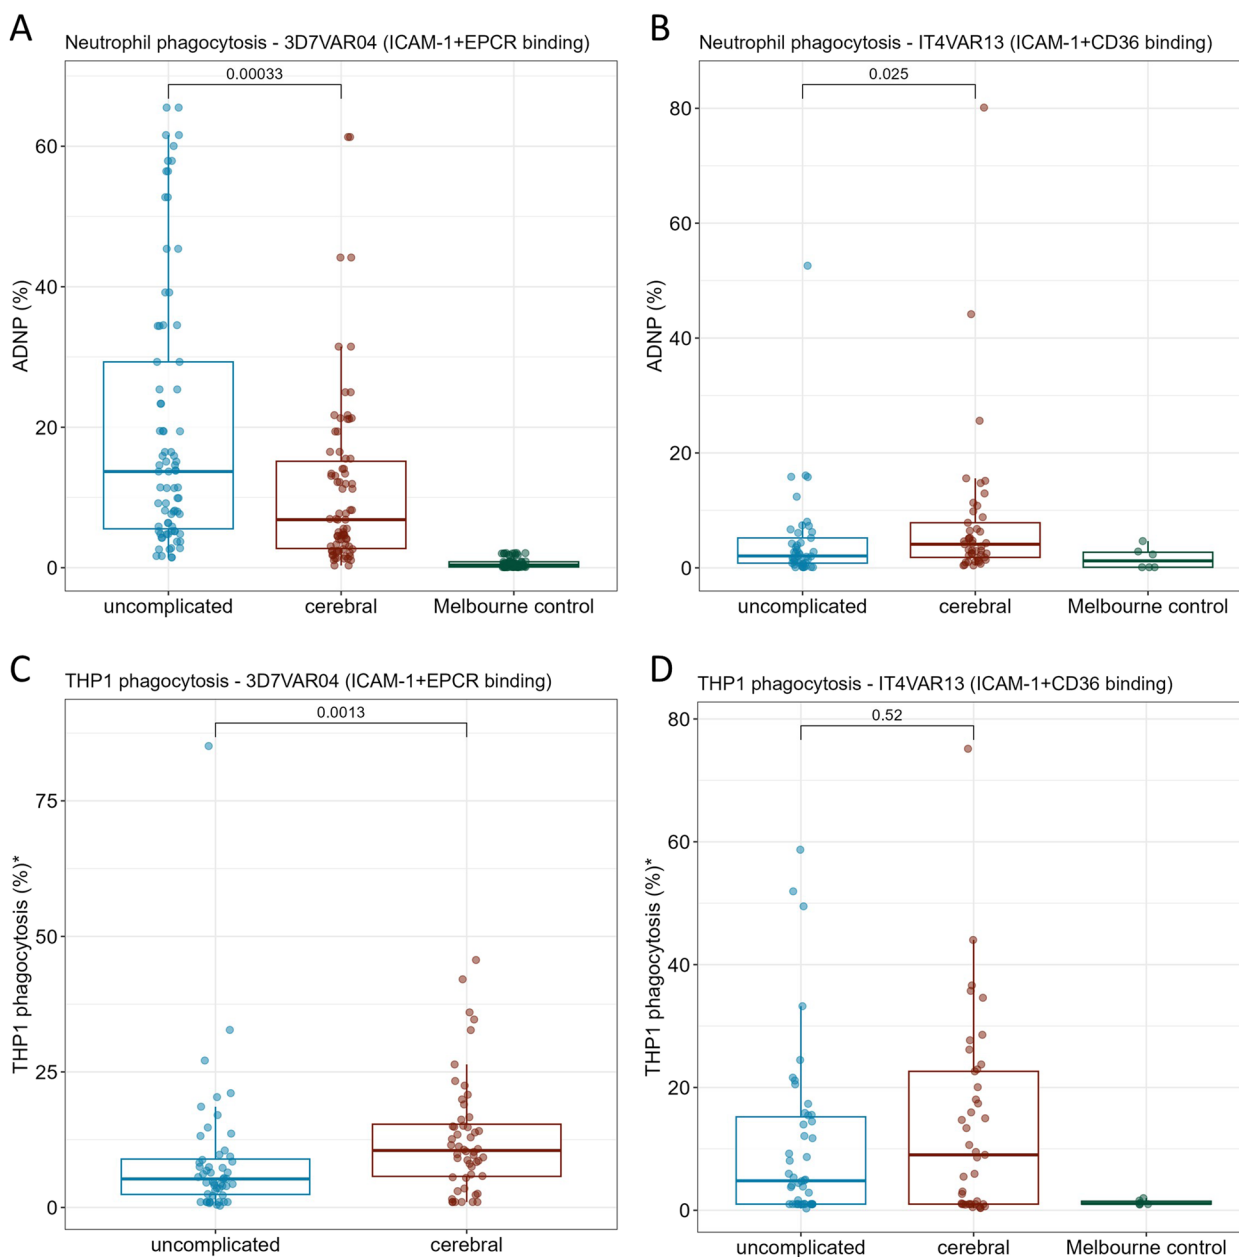 A
Neutrophil phagocytosis - 3D7VAR04 (ICAM-1+EPCR binding)
0.00033
60
40
20
0
ADNP (%)
uncomplicated
cerebral
Melbourne control
B
Neutrophil phagocytosis - IT4VAR13 (ICAM-1+CD36 binding)
0.025
80
60
40
20
0
ADNP (%)
uncomplicated
cerebral
Melbourne control
C
THP1 phagocytosis - 3D7VAR04 (ICAM-1+EPCR binding)
0.0013
75
50
25
0
THP1 phagocytosis (%)*
uncomplicated
cerebral
D
THP1 phagocytosis - IT4VAR13 (ICAM-1+CD36 binding)
0.52
80
60
40
20
0
THP1 phagocytosis (%)*
uncomplicated
cerebral
Melbourne control